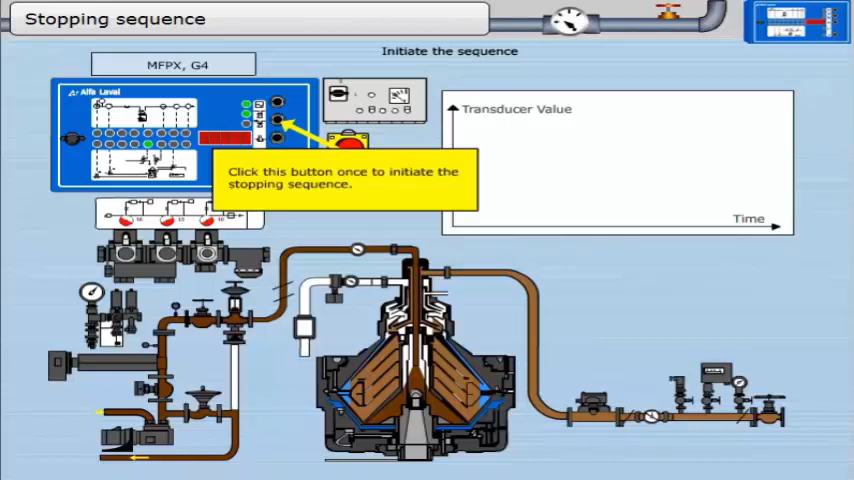 Stopping sequence
Initiate the sequence
MFPX, G4
Alfa Laval
Transducer Value
Click this button once to initiate the
stopping sequence.
Time